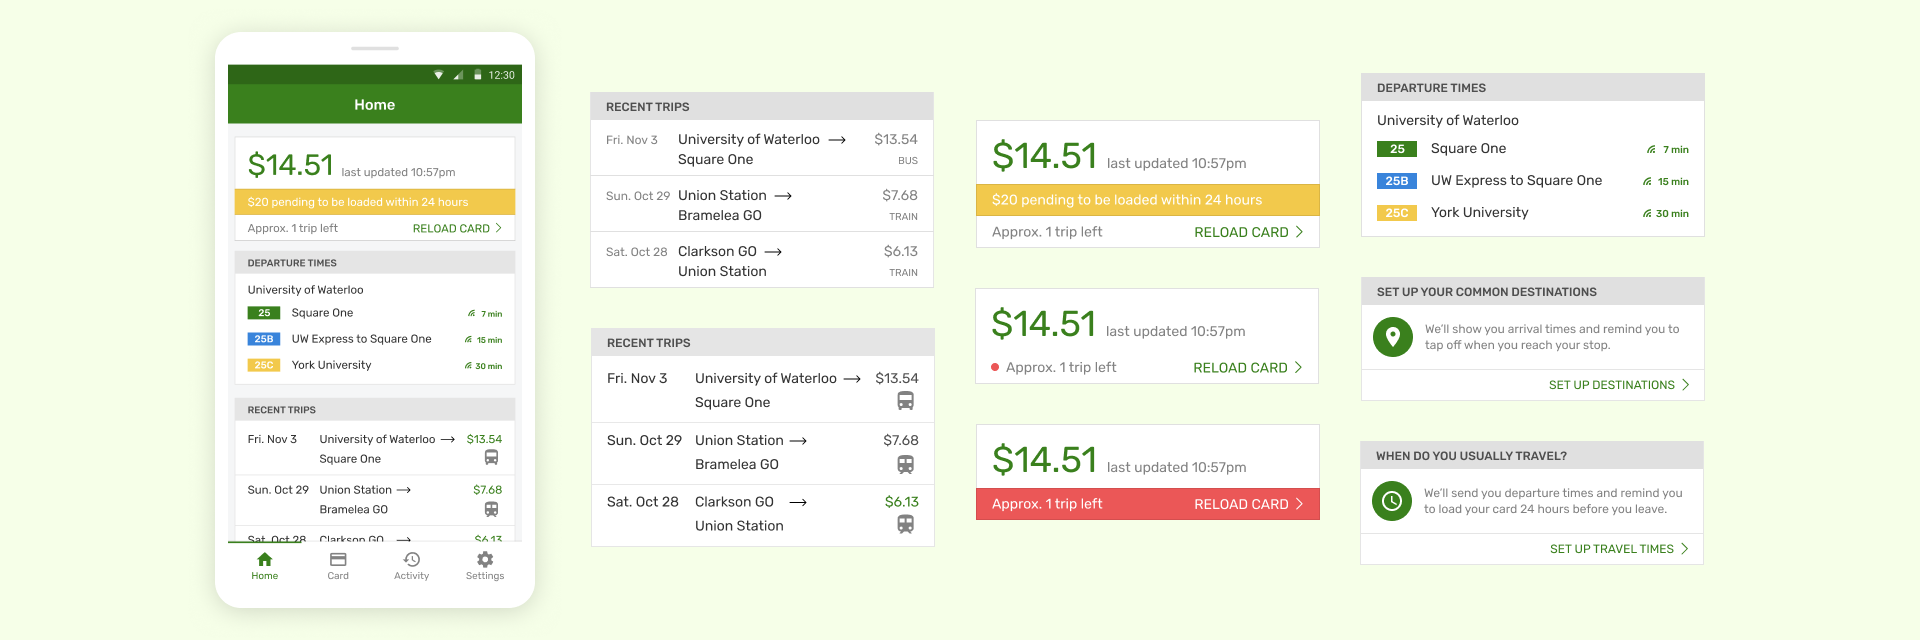 12:30
Home
$14.51 last updated 10:57pm
$20 pending to be loaded within 24 hours
Approx. 1 trip left RELOAD CARD
DEPARTURE TIMES
University of Waterloo
25 Square One 7 min
25B UW Express to Square One 15 min
25C York University 30 min
RECENT TRIPS
Fri. Nov 3 University of Waterloo → $13.54
Square One
Sun. Oct 29 Union Station → $7.68
Bramelea GO
Sat. Oct 28 Clarkson GO → $6.13
Home Card Activity Settings
RECENT TRIPS
Fri. Nov 3 University of Waterloo → $13.54
Square One BUS
Sun. Oct 29 Union Station → $7.68
Bramelea GO TRAIN
Sat. Oct 28 Clarkson GO → $6.13
Union Station TRAIN
RECENT TRIPS
Fri. Nov 3 University of Waterloo → $13.54
Square One
Sun. Oct 29 Union Station → $7.68
Bramelea GO
Sat. Oct 28 Clarkson GO → $6.13
Union Station
$14.51 last updated 10:57pm
$20 pending to be loaded within 24 hours
Approx. 1 trip left RELOAD CARD
$14.51 last updated 10:57pm
Approx. 1 trip left RELOAD CARD
$14.51 last updated 10:57pm
Approx. 1 trip left RELOAD CARD
DEPARTURE TIMES
University of Waterloo
25 Square One 7 min
25B UW Express to Square One 15 min
25C York University 30 min
SET UP YOUR COMMON DESTINATIONS
We'll show you arrival times and remind you to
tap off when you reach your stop.
SET UP DESTINATIONS
WHEN DO YOU USUALLY TRAVEL?
We'll send you departure times and remind you
to load your card 24 hours before you leave.
SET UP TRAVEL TIMES